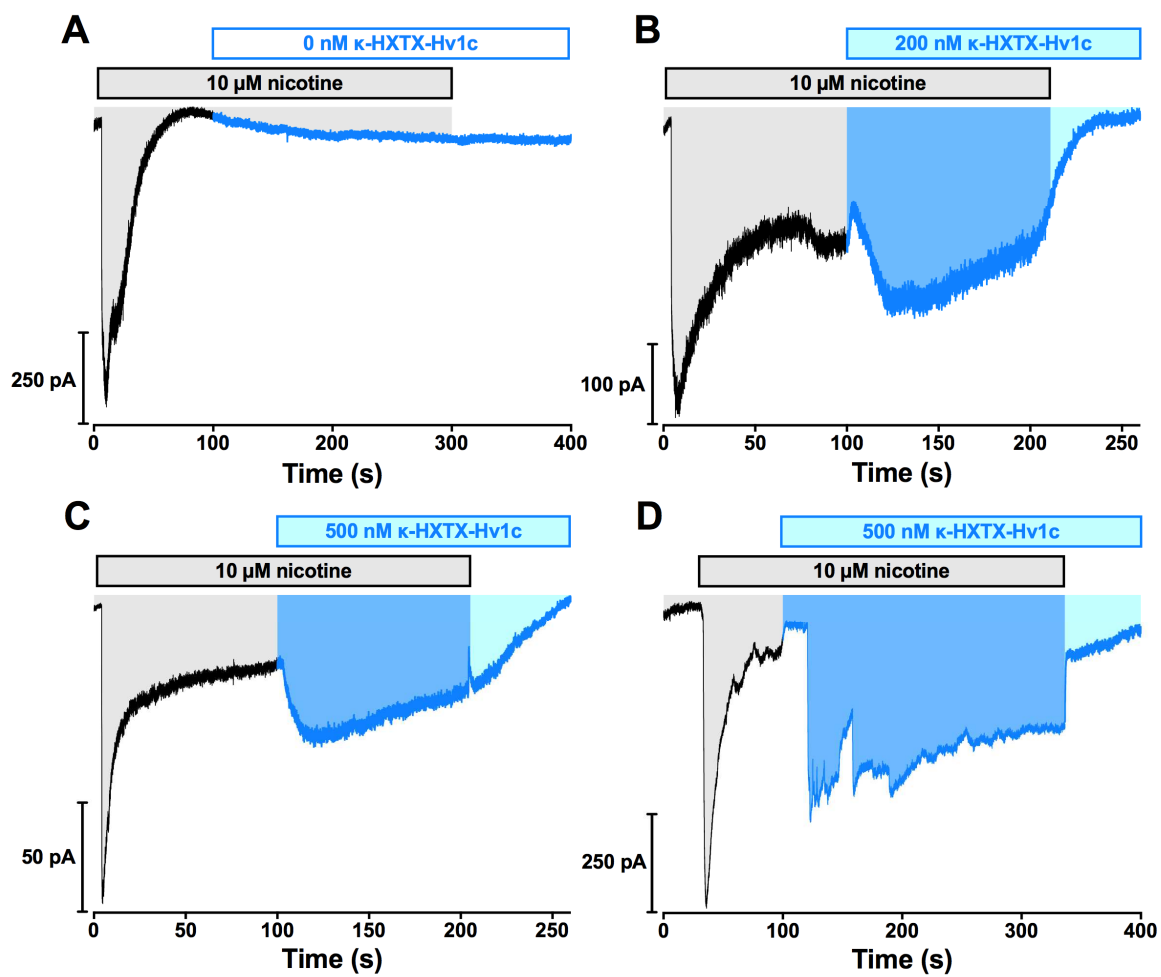 A
B
0 nM κ-HXTX-Hv1c
200 nM κ-HXTX-Hv1c
10 µM nicotine
10 µM nicotine
250 pA
100 pA
0 100 200 300 400
0 50 100 150 200 250
Time (s)
Time (s)
C
D
500 nM κ-HXTX-Hv1c
500 nM κ-HXTX-Hv1c
10 µM nicotine
10 µM nicotine
50 pA
250 pA
0 50 100 150 200 250
0 100 200 300 400
Time (s)
Time (s)